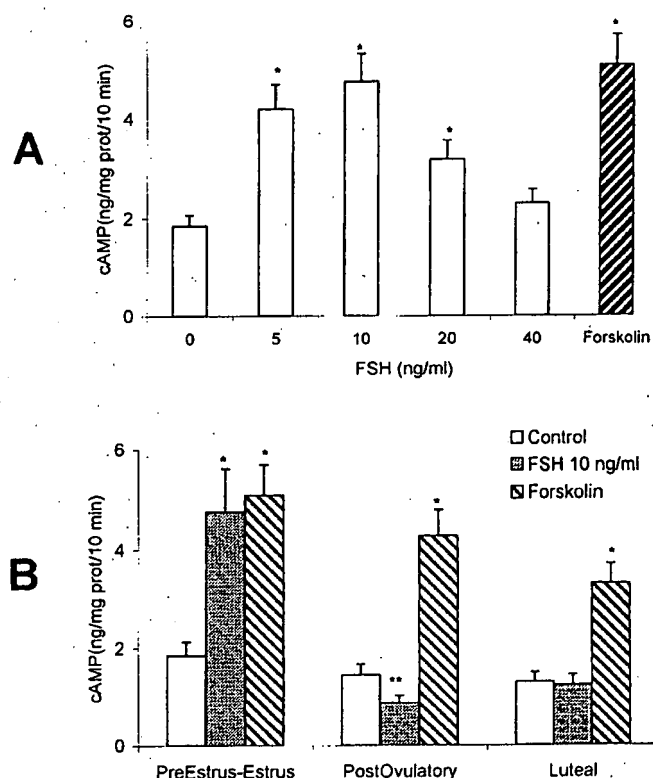 A
cAMP(ng/mg prot/10 min)
6
4
2
0
*
*
*
*
0 5 10 20 40 Forskolin
FSH (ng/ml)
B
cAMP(ng/mg prot/10 min)
6
4
2
0
Control
FSH 10 ng/ml
Forskolin
* *
**
*
*
PreEstrus-Estrus PostOvulatory Luteal